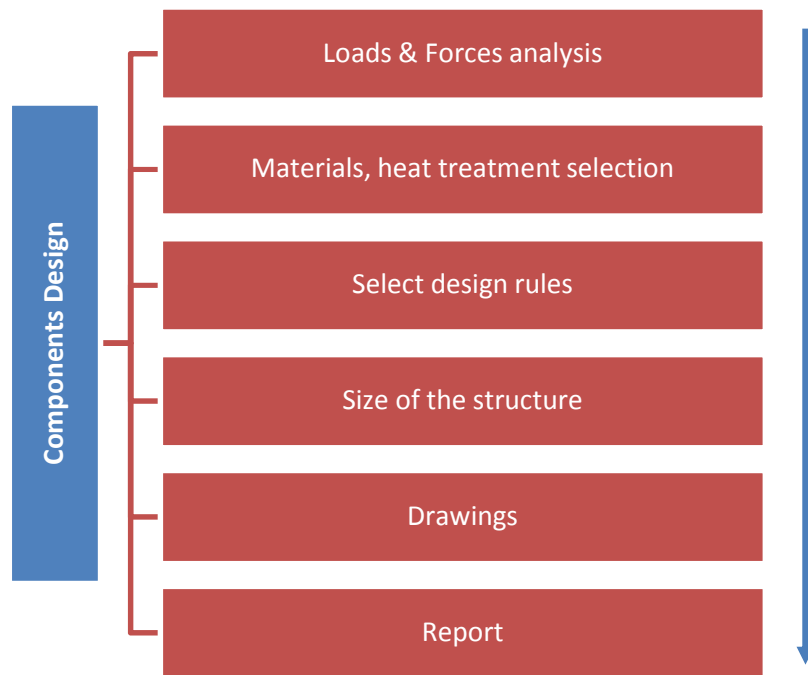 Components Design
Loads & Forces analysis
Materials, heat treatment selection
Select design rules
Size of the structure
Drawings
Report